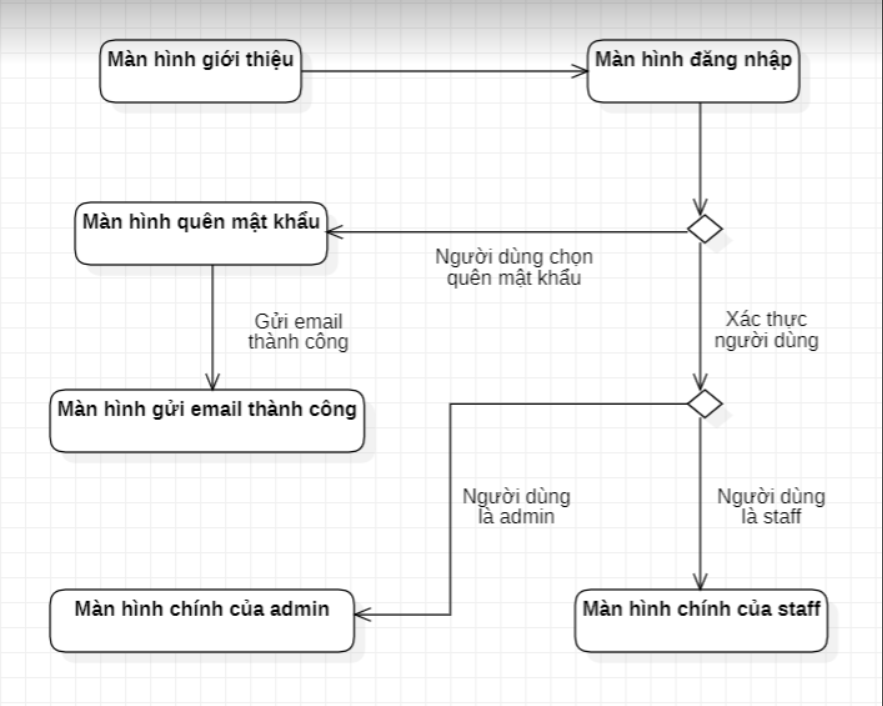 Màn hình giới thiệu
Màn hình đăng nhập
Màn hình quên mật khẩu
Người dùng chọn
quên mật khẩu
Gửi email
thành công
Xác thực
người dùng
Màn hình gửi email thành công
Người dùng
là admin
Người dùng
là staff
Màn hình chính của admin
Màn hình chính của staff